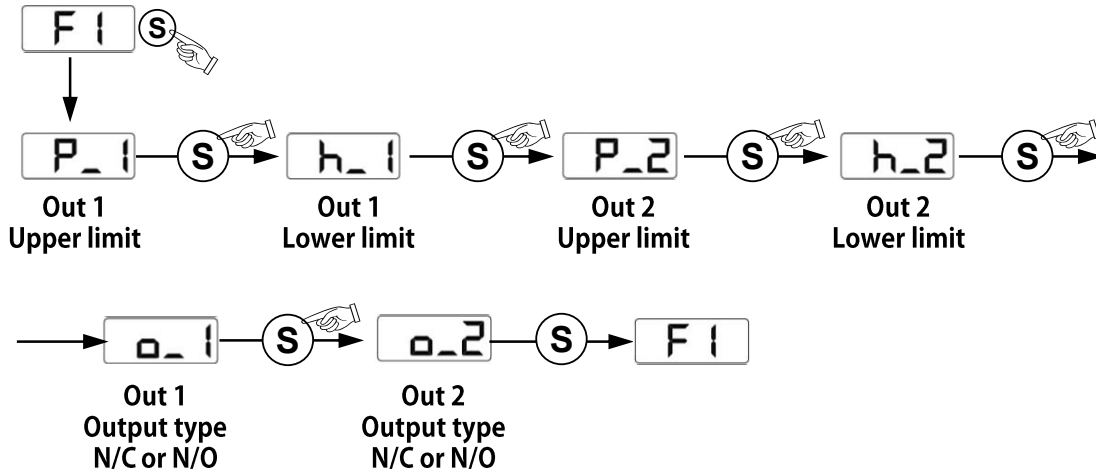 F1 S
P_1 S h_1 S P_2 S h_2 S
Out 1 Out 1 Out 2 Out 2
Upper limit Lower limit Upper limit Lower limit
o_1 S o_2 S F1
Out 1 Out 2
Output type Output type
N/C or N/O N/C or N/O